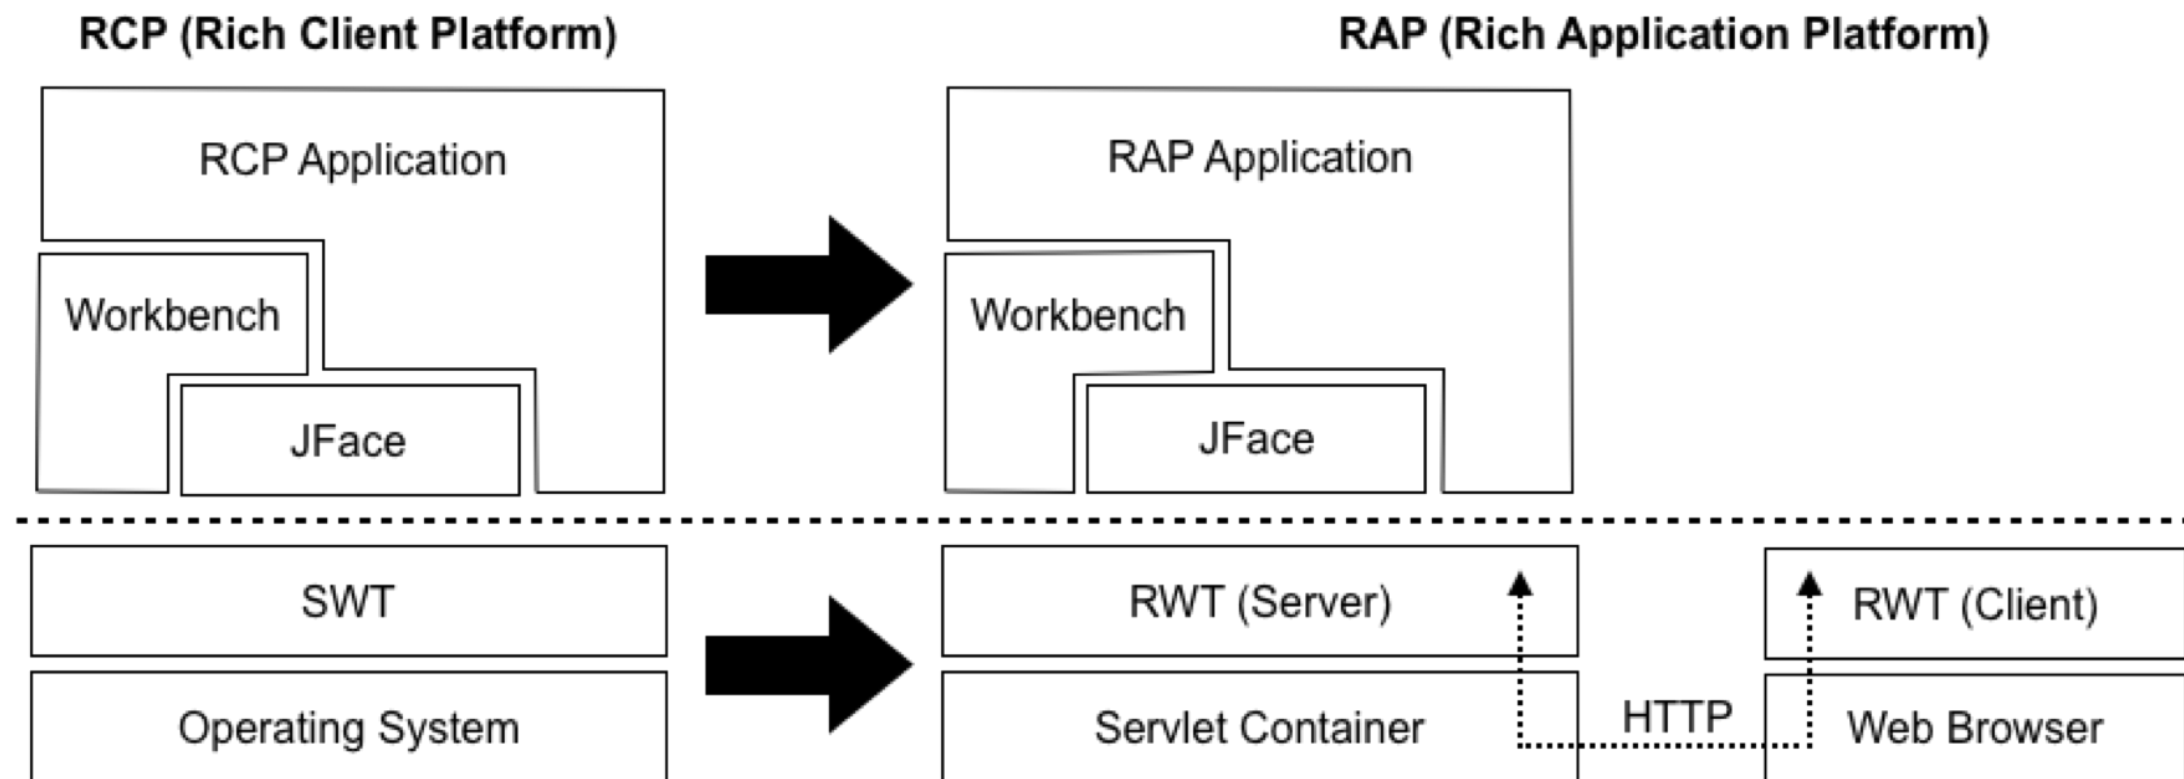 RCP (Rich Client Platform)
RAP (Rich Application Platform)
RCP Application
RAP Application
Workbench
Workbench
JFace
JFace
SWT
RWT (Server)
RWT (Client)
Operating System
Servlet Container
HTTP
Web Browser